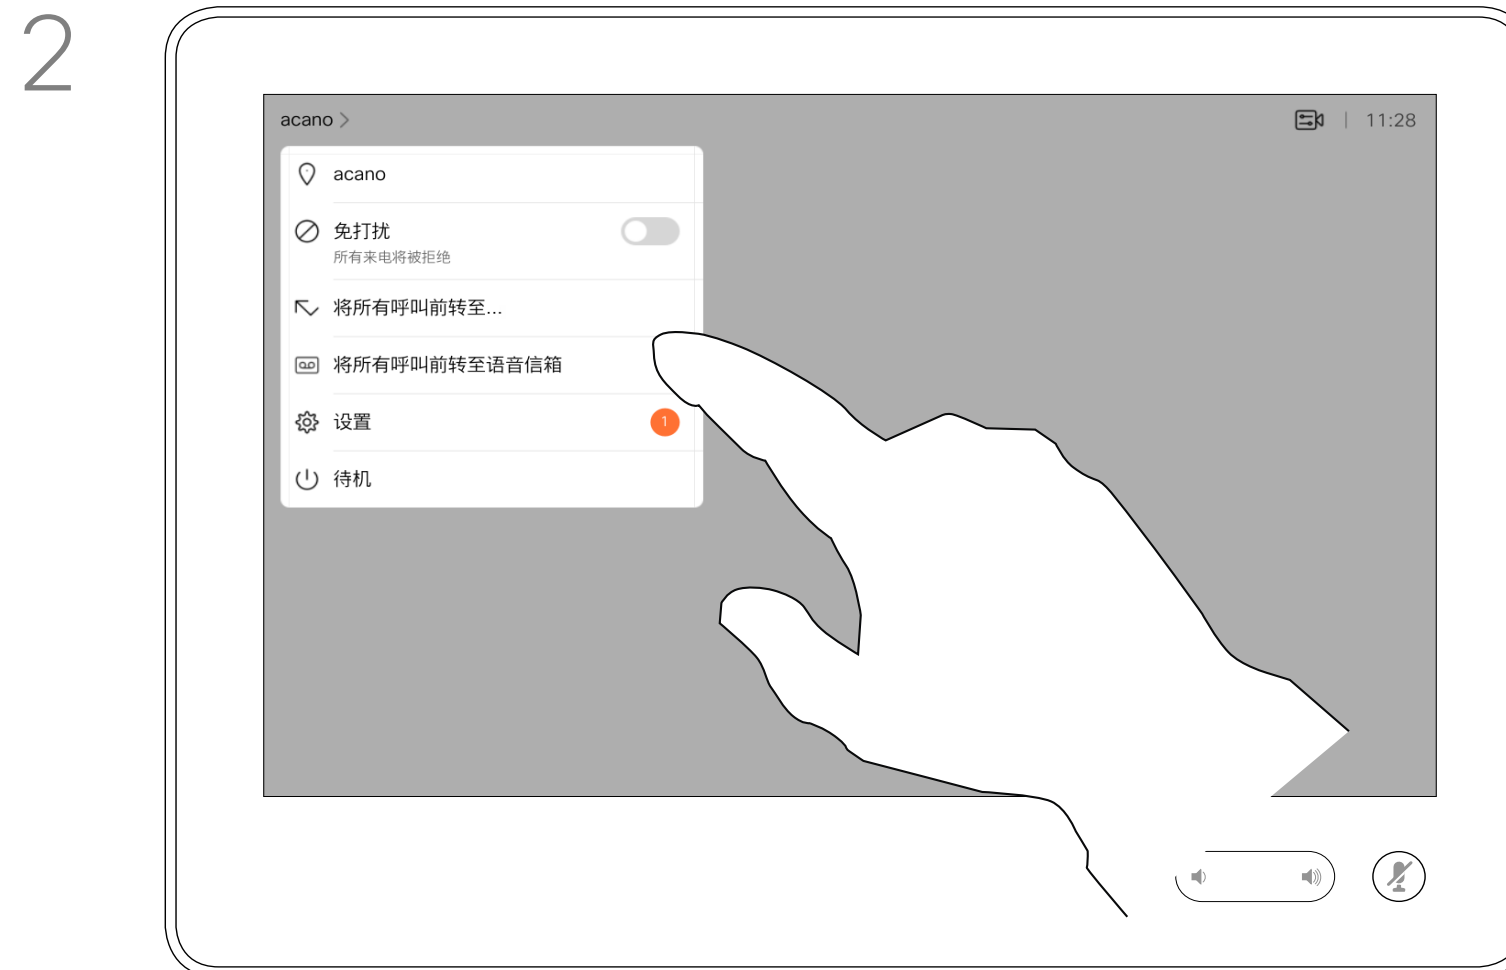 2
acano >
11:28
acano
免打扰
所有来电将被拒绝
将所有呼叫前转至...
将所有呼叫前转至语音信箱
设置
1
待机